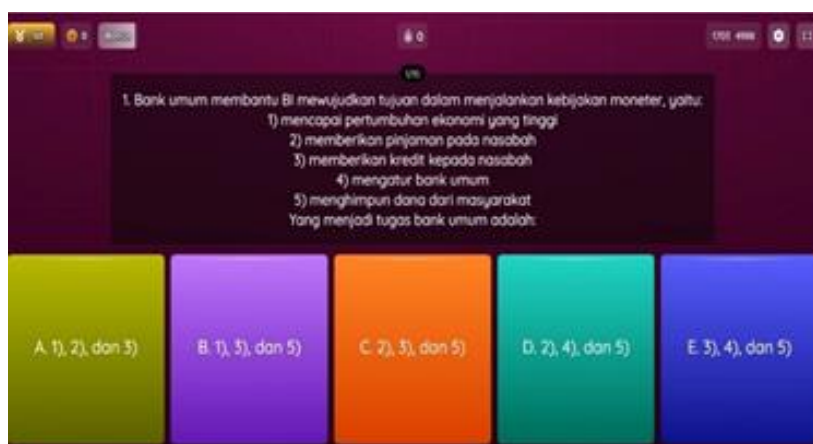 0
1. Bank umum membantu BI mewujudkan tujuan dalam menjalankan kebijakan moneter, yaitu:
1) mencapai pertumbuhan ekonomi yang tinggi
2) memberikan pinjaman pada nasabah
3) memberikan kredit kepada nasabah
4) mengatur bank umum
5) menghimpun dana dari masyarakat
Yang menjadi tugas bank umum adalah:
A. 1), 2), dan 3)
B. 1), 3), dan 5)
C. 2), 3), dan 5)
D. 2), 4), dan 5)
E. 3), 4), dan 5)